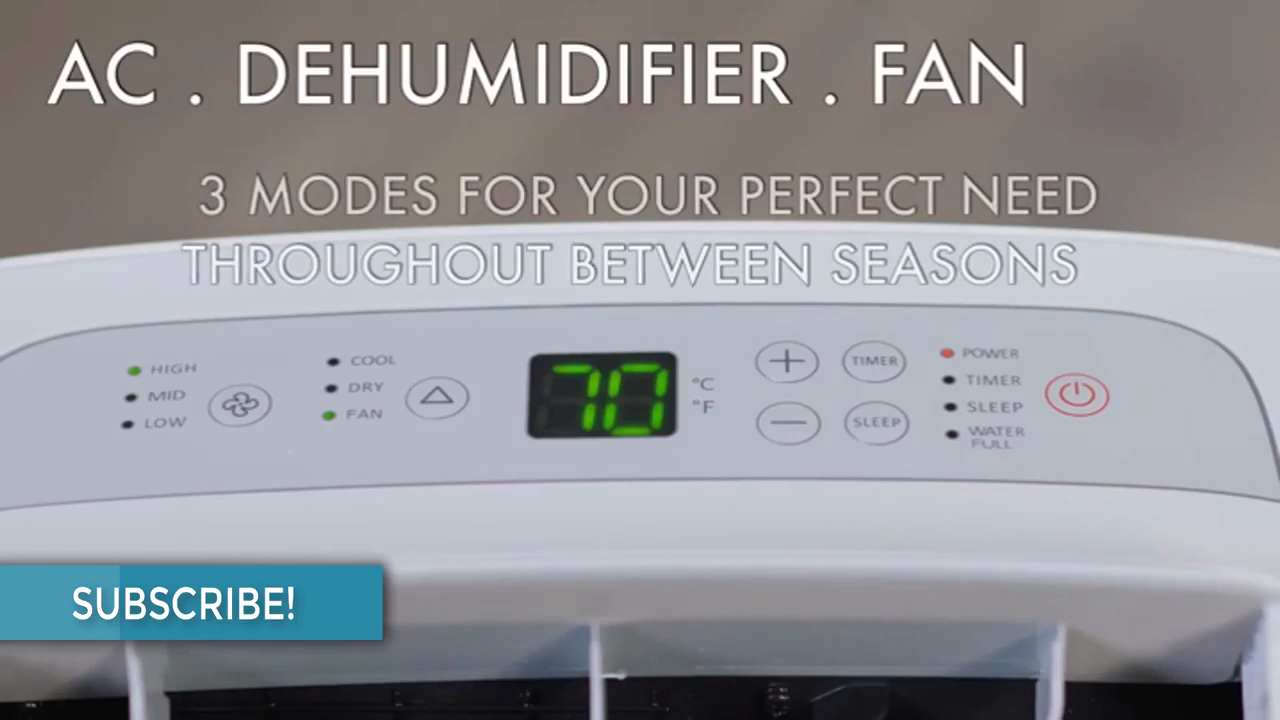 AC . DEHUMIDIFIER . FAN
3 MODES FOR YOUR PERFECT NEED
THROUGHOUT BETWEEN SEASONS
HIGH
MID
LOW
COOL
DRY
FAN
70
°C
°F
TIMER
SLEEP
POWER
TIMER
SLEEP
WATER
FULL
SUBSCRIBE!